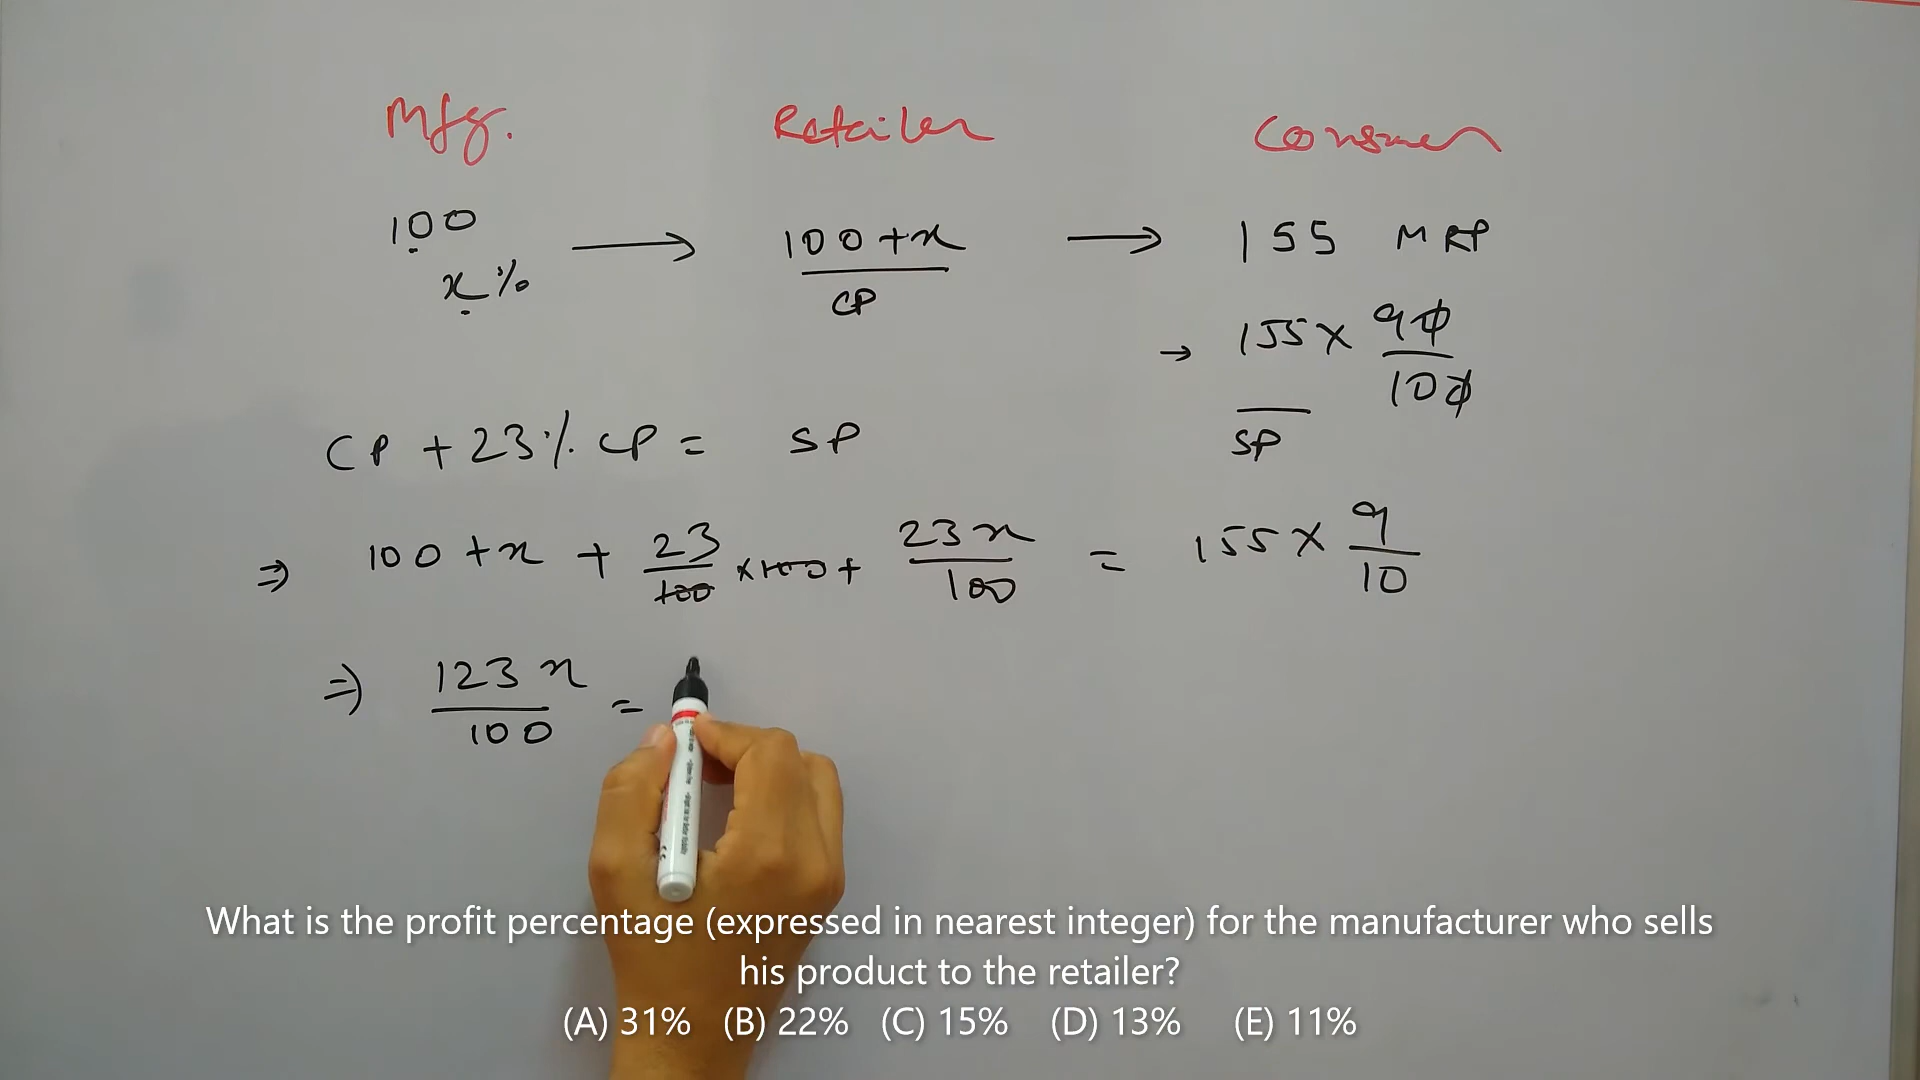 Mfg. Retailer Consumer
100 → 100+x → 155 MRP
x% CP
→ 155 × 90/100
SP
CP + 23% CP = SP
⇒ 100 + x + 23/100 × 100 + 23x/100 = 155 × 9/10
⇒ 123x/100 =
What is the profit percentage (expressed in nearest integer) for the manufacturer who sells
his product to the retailer?
(A) 31% (B) 22% (C) 15% (D) 13% (E) 11%